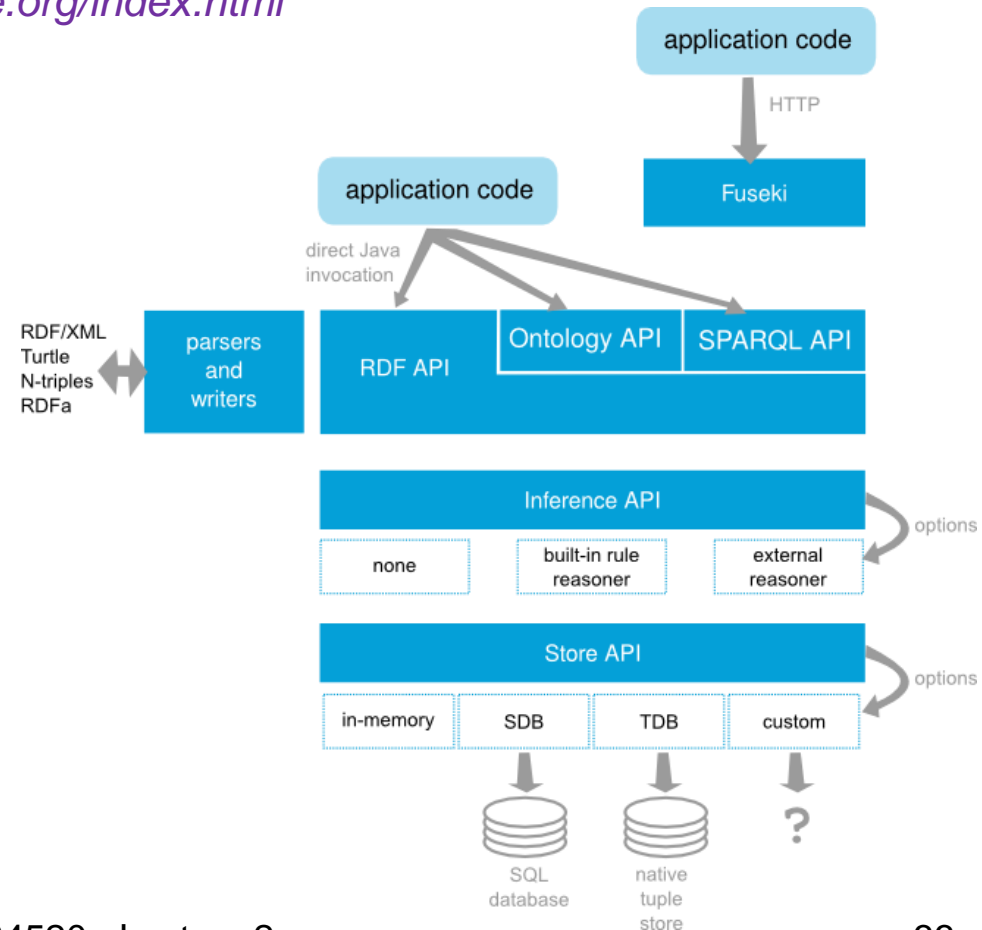 e.org/index.html
application code
HTTP
Fuseki
application code
direct Java
invocation
RDF/XML
Turtle
N-triples
RDFa
parsers
and
writers
RDF API
Ontology API
SPARQL API
Inference API
options
none
built-in rule
reasoner
external
reasoner
Store API
options
in-memory
SDB
TDB
custom
?
SQL
database
native
tuple
store